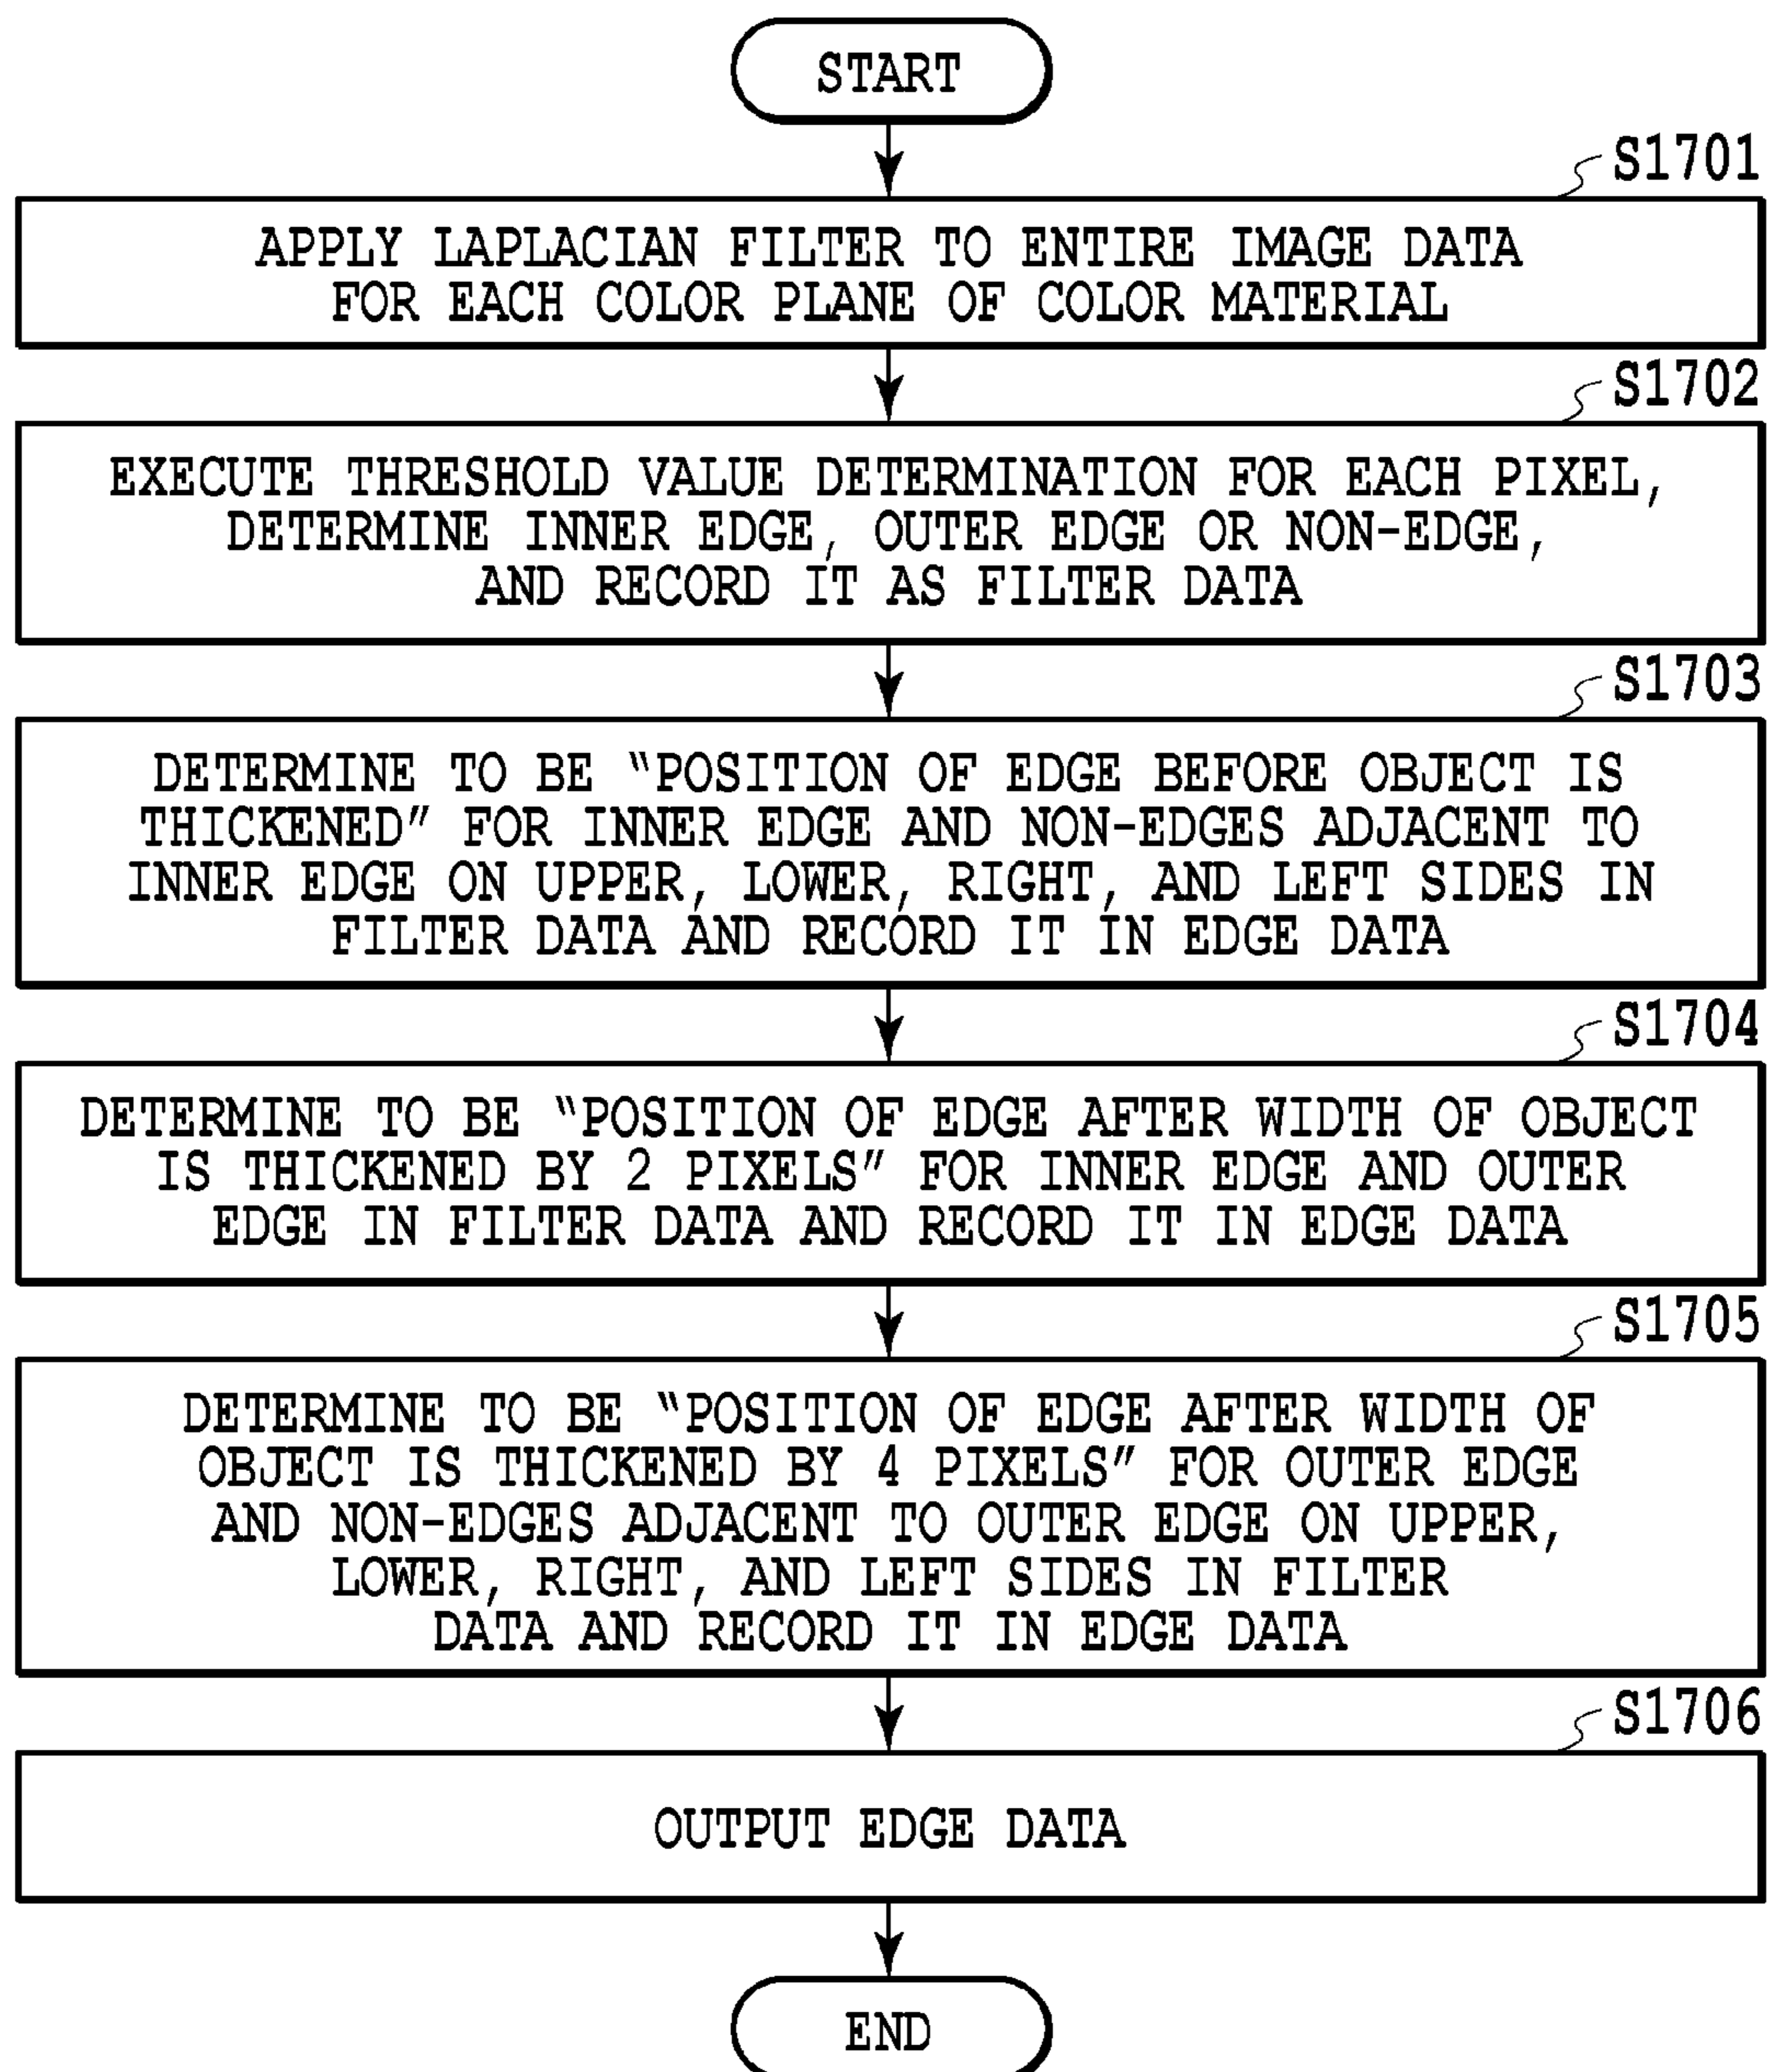 START
S1701
APPLY LAPLACIAN FILTER TO ENTIRE IMAGE DATA
FOR EACH COLOR PLANE OF COLOR MATERIAL
S1702
EXECUTE THRESHOLD VALUE DETERMINATION FOR EACH PIXEL,
DETERMINE INNER EDGE, OUTER EDGE OR NON-EDGE,
AND RECORD IT AS FILTER DATA
S1703
DETERMINE TO BE “POSITION OF EDGE BEFORE OBJECT IS
THICKENED” FOR INNER EDGE AND NON-EDGES ADJACENT TO
INNER EDGE ON UPPER, LOWER, RIGHT, AND LEFT SIDES IN
FILTER DATA AND RECORD IT IN EDGE DATA
S1704
DETERMINE TO BE “POSITION OF EDGE AFTER WIDTH OF OBJECT
IS THICKENED BY 2 PIXELS” FOR INNER EDGE AND OUTER
EDGE IN FILTER DATA AND RECORD IT IN EDGE DATA
S1705
DETERMINE TO BE “POSITION OF EDGE AFTER WIDTH OF
OBJECT IS THICKENED BY 4 PIXELS” FOR OUTER EDGE
AND NON-EDGES ADJACENT TO OUTER EDGE ON UPPER,
LOWER, RIGHT, AND LEFT SIDES IN FILTER
DATA AND RECORD IT IN EDGE DATA
S1706
OUTPUT EDGE DATA
END